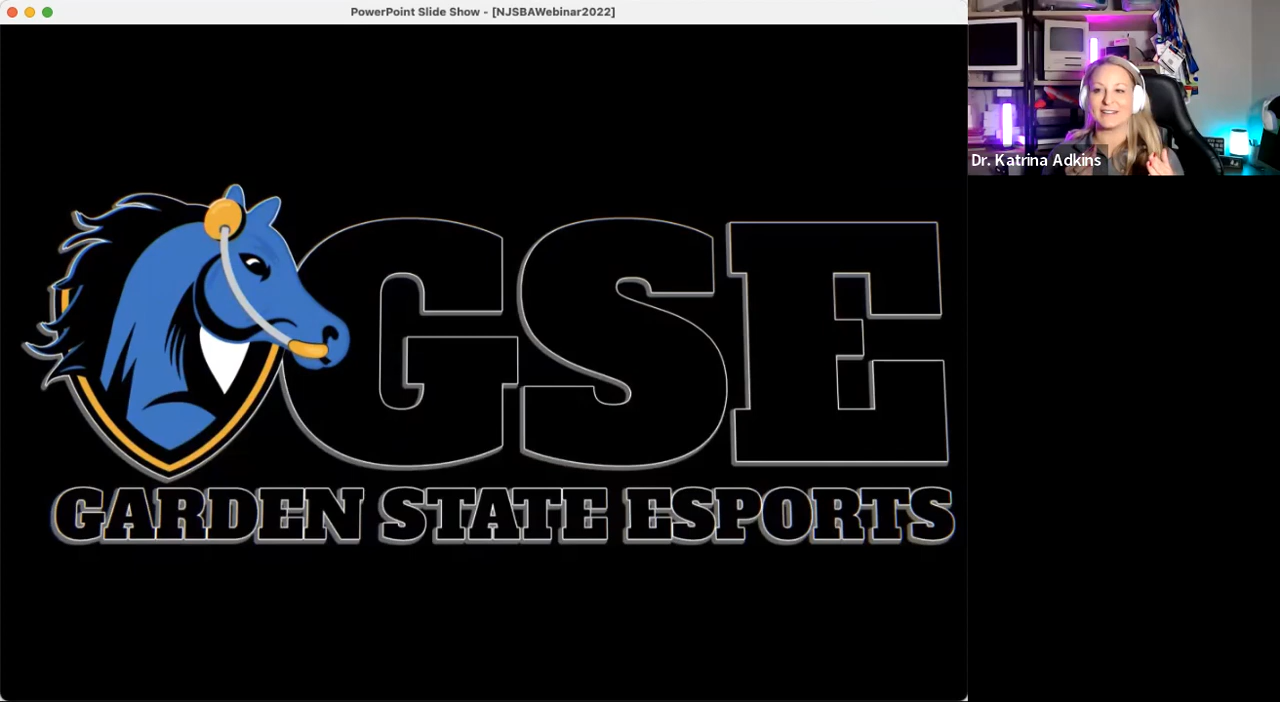 PowerPoint Slide Show - [NJSBAWebinar2022]
Dr. Katrina Adkins
GSE
GARDEN STATE ESPORTS